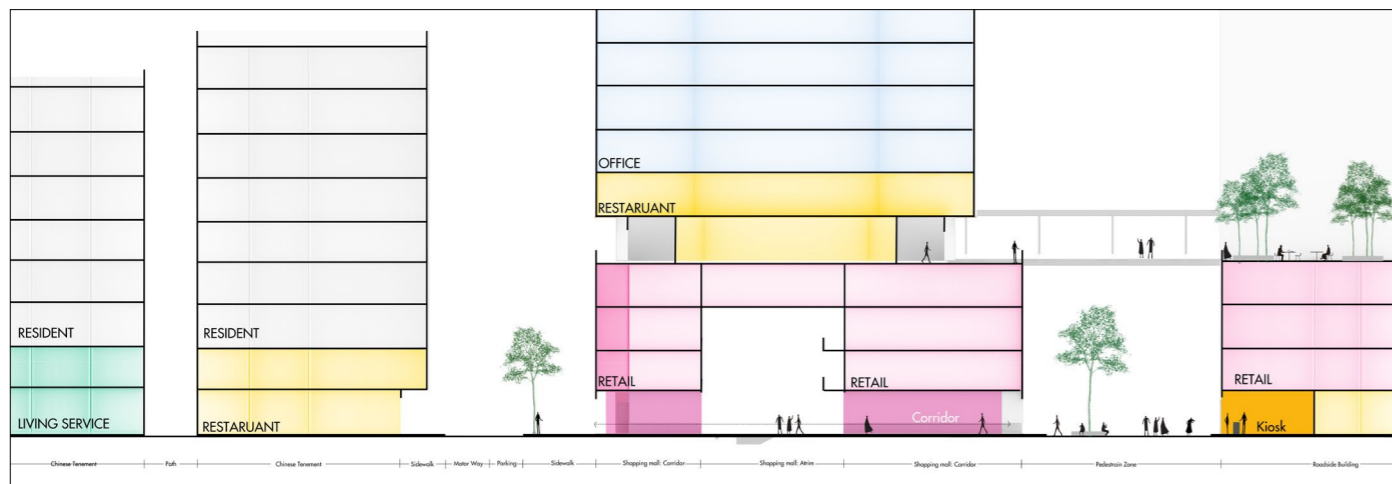 OFFICE
RESTARUANT
RESIDENT
RESIDENT
RETAIL
RETAIL
RETAIL
LIVING SERVICE
RESTARUANT
Corridor
Kiosk
Chinese Tenement
Path
Chinese Tenement
Sidewalk
Motor Way
Parking
Sidewalk
Shopping mall: Corridor
Shopping mall: Atrim
Shopping mall: Corridor
Pedestrain Zone
Roadside Building